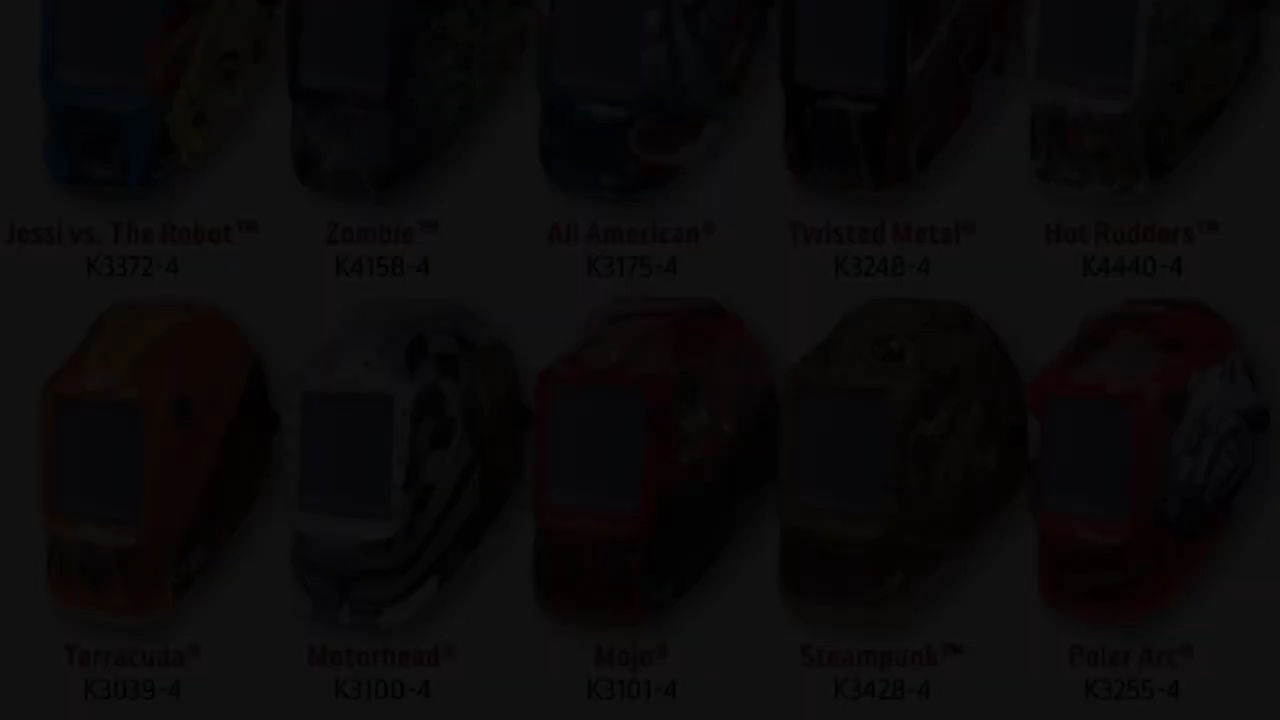 Jessi vs. The Robot™ Zombie™ All American® Twisted Metal® Hot Rodders™
K3372-4 K4158-4 K3175-4 K3248-4 K4440-4
Terracuda® Motorhead® Mojo® Steampunk™ Polar Arc®
K3039-4 K3100-4 K3101-4 K3428-4 K3255-4